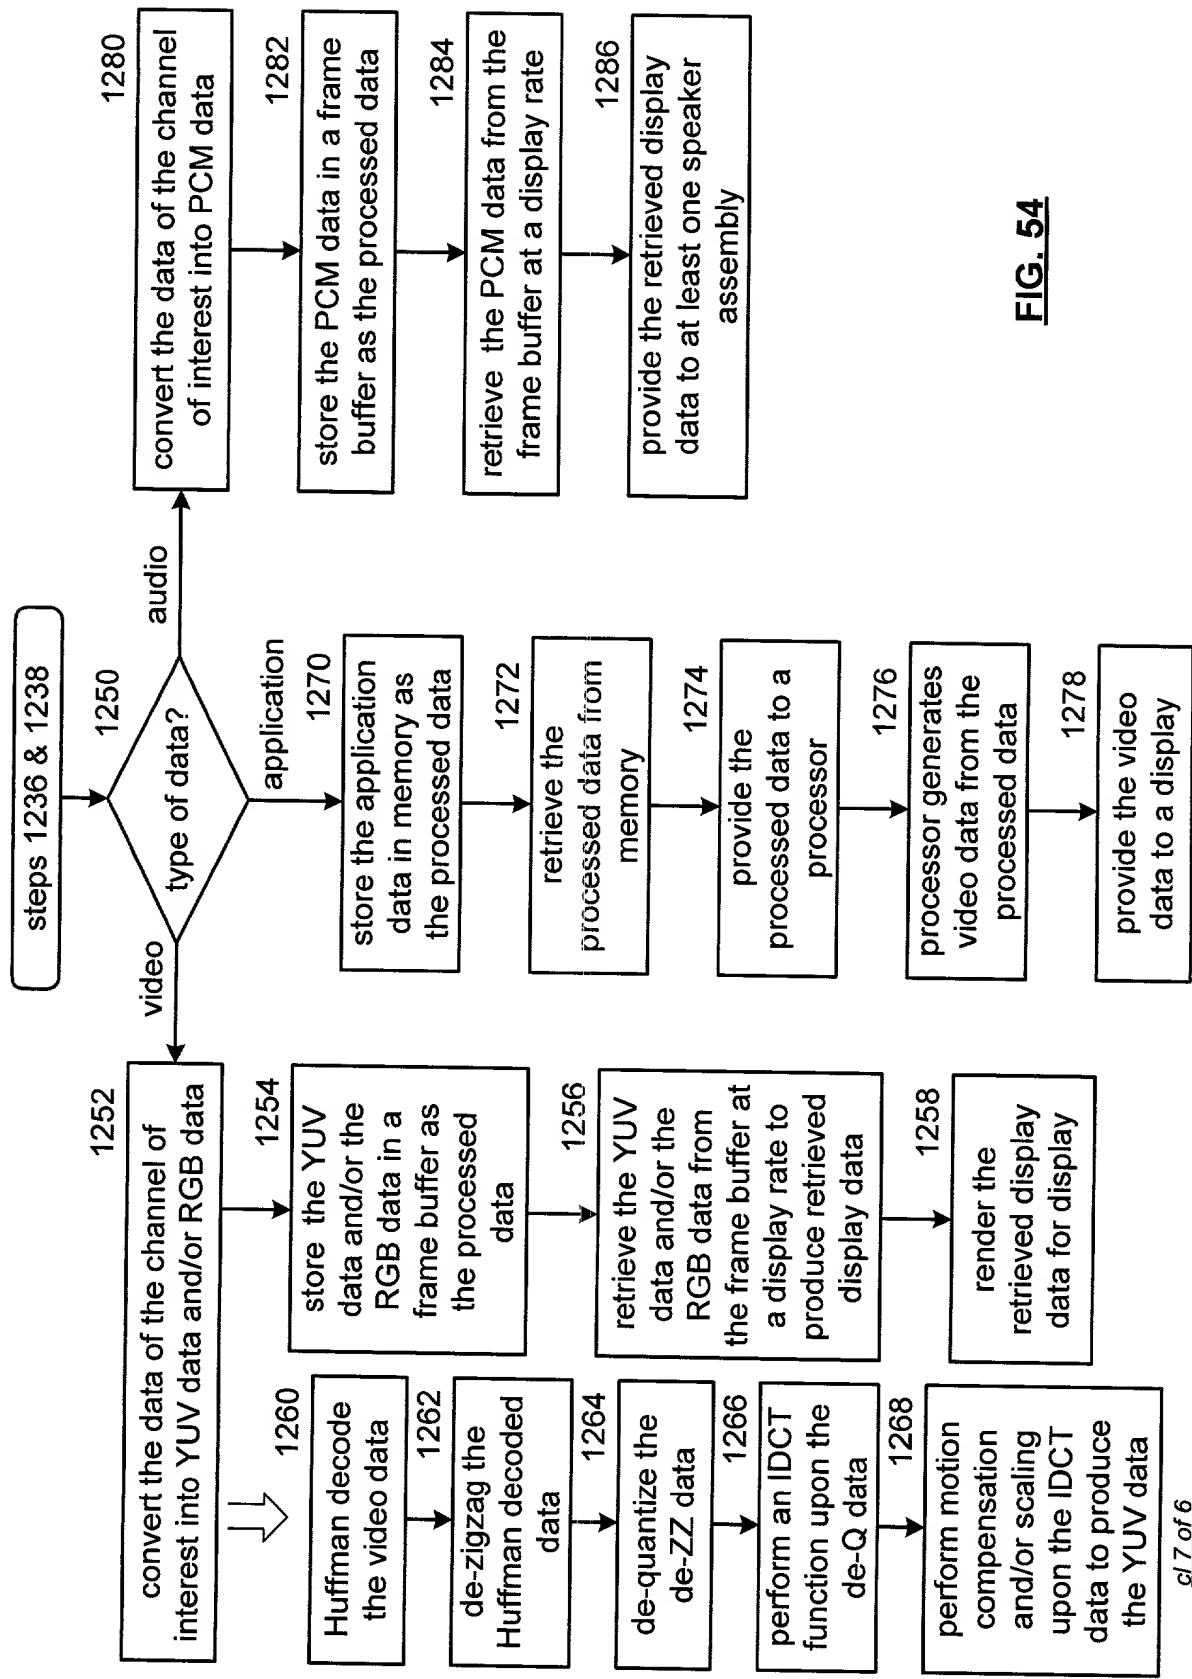 steps 1236 & 1238
1250
type of data?
video
application
audio
1252
convert the data of the channel of
interest into YUV data and/or RGB data
1254
store the YUV
data and/or the
RGB data in a
frame buffer as
the processed
data
1256
retrieve the YUV
data and/or the
RGB data from
the frame buffer at
a display rate to
produce retrieved
display data
1258
render the
retrieved display
data for display
1260
Huffman decode
the video data
1262
de-zigzag the
Huffman decoded
data
1264
de-quantize the
de-ZZ data
1266
perform an IDCT
function upon the
de-Q data
1268
perform motion
compensation
and/or scaling
upon the IDCT
data to produce
the YUV data
cl 7 of 6
1270
store the application
data in memory as
the processed data
1272
retrieve the
processed data from
memory
1274
provide the
processed data to a
processor
1276
processor generates
video data from the
processed data
1278
provide the video
data to a display
1280
convert the data of the channel
of interest into PCM data
1282
store the PCM data in a frame
buffer as the processed data
1284
retrieve the PCM data from the
frame buffer at a display rate
1286
provide the retrieved display
data to at least one speaker
assembly
FIG. 54